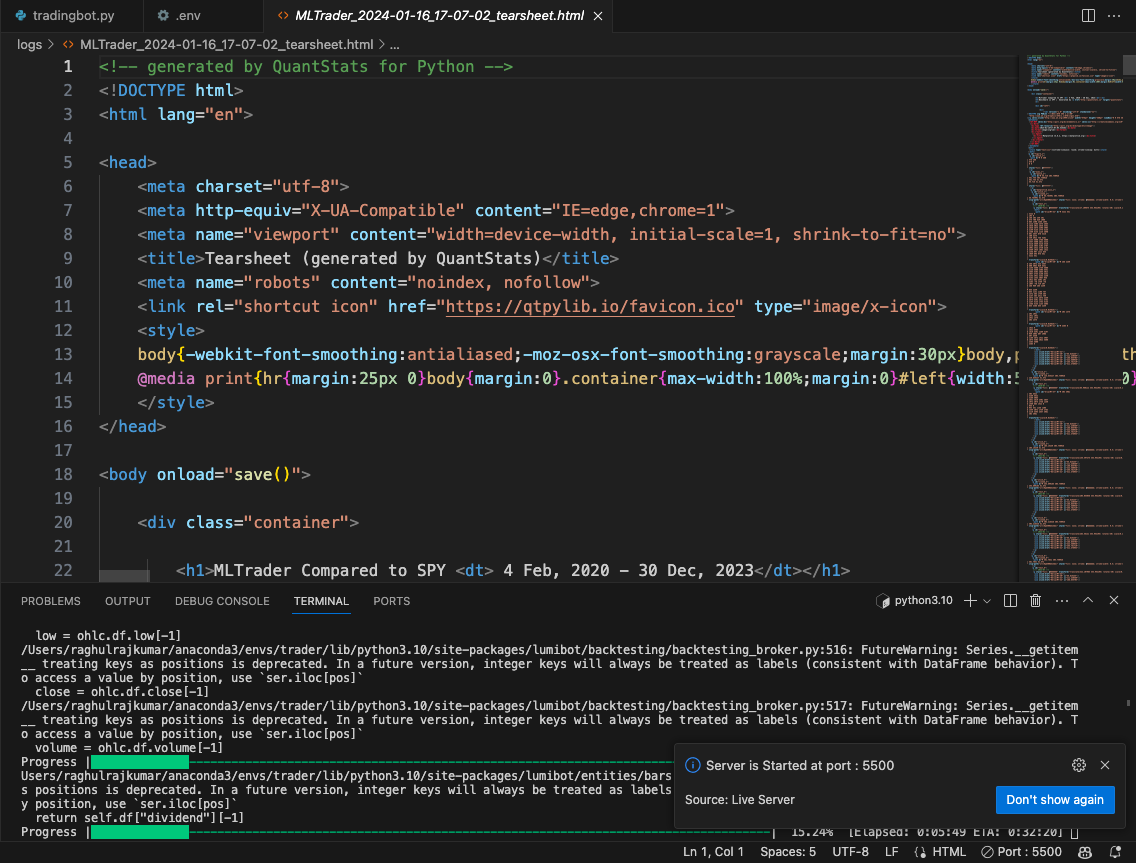 tradingbot.py
.env
MLTrader_2024-01-16_17-07-02_tearsheet.html
logs > MLTrader_2024-01-16_17-07-02_tearsheet.html > ...
1 <!-- generated by QuantStats for Python -->
2 <!DOCTYPE html>
3 <html lang="en">
4
5 <head>
6 <meta charset="utf-8">
7 <meta http-equiv="X-UA-Compatible" content="IE=edge,chrome=1">
8 <meta name="viewport" content="width=device-width, initial-scale=1, shrink-to-fit=no">
9 <title>Tearsheet (generated by QuantStats)</title>
10 <meta name="robots" content="noindex, nofollow">
11 <link rel="shortcut icon" href="https://qtpylib.io/favicon.ico" type="image/x-icon">
12 <style>
13 body{-webkit-font-smoothing:antialiased;-moz-osx-font-smoothing:grayscale;margin:30px}body,
14 @media print{hr{margin:25px 0}body{margin:0}.container{max-width:100%;margin:0}#left{width:
15 </style>
16 </head>
17
18 <body onload="save()">
19
20 <div class="container">
21
22 <h1>MLTrader Compared to SPY <dt> 4 Feb, 2020 - 30 Dec, 2023</dt></h1>
PROBLEMS OUTPUT DEBUG CONSOLE TERMINAL PORTS
python3.10
low = ohlc.df.low[-1]
/Users/raghulrajkumar/anaconda3/envs/trader/lib/python3.10/site-packages/lumibot/backtesting/backtesting_broker.py:516: FutureWarning: Series.__getitem
__ treating keys as positions is deprecated. In a future version, integer keys will always be treated as labels (consistent with DataFrame behavior). T
o access a value by position, use `ser.iloc[pos]`
close = ohlc.df.close[-1]
/Users/raghulrajkumar/anaconda3/envs/trader/lib/python3.10/site-packages/lumibot/backtesting/backtesting_broker.py:517: FutureWarning: Series.__getitem
__ treating keys as positions is deprecated. In a future version, integer keys will always be treated as labels (consistent with DataFrame behavior). T
o access a value by position, use `ser.iloc[pos]`
volume = ohlc.df.volume[-1]
Progress |
Users/raghulrajkumar/anaconda3/envs/trader/lib/python3.10/site-packages/lumibot/entities/bars
s positions is deprecated. In a future version, integer keys will always be treated as labels
y position, use `ser.iloc[pos]`
return self.df["dividend"][-1]
Progress | | 15.24% [Elapsed: 0:05:49 ETA: 0:32:20]
Server is Started at port : 5500
Source: Live Server
Don't show again
Ln 1, Col 1 Spaces: 5 UTF-8 LF {} HTML Port : 5500